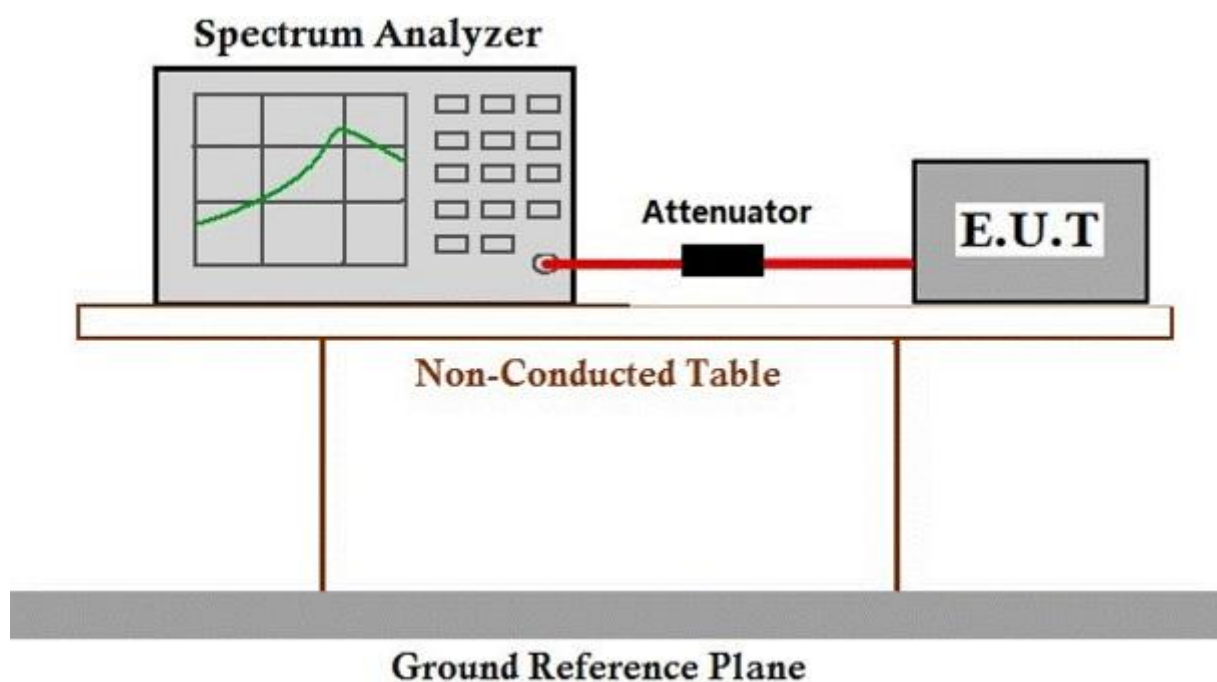 Spectrum Analyzer
Attenuator
E.U.T
Non-Conducted Table
Ground Reference Plane